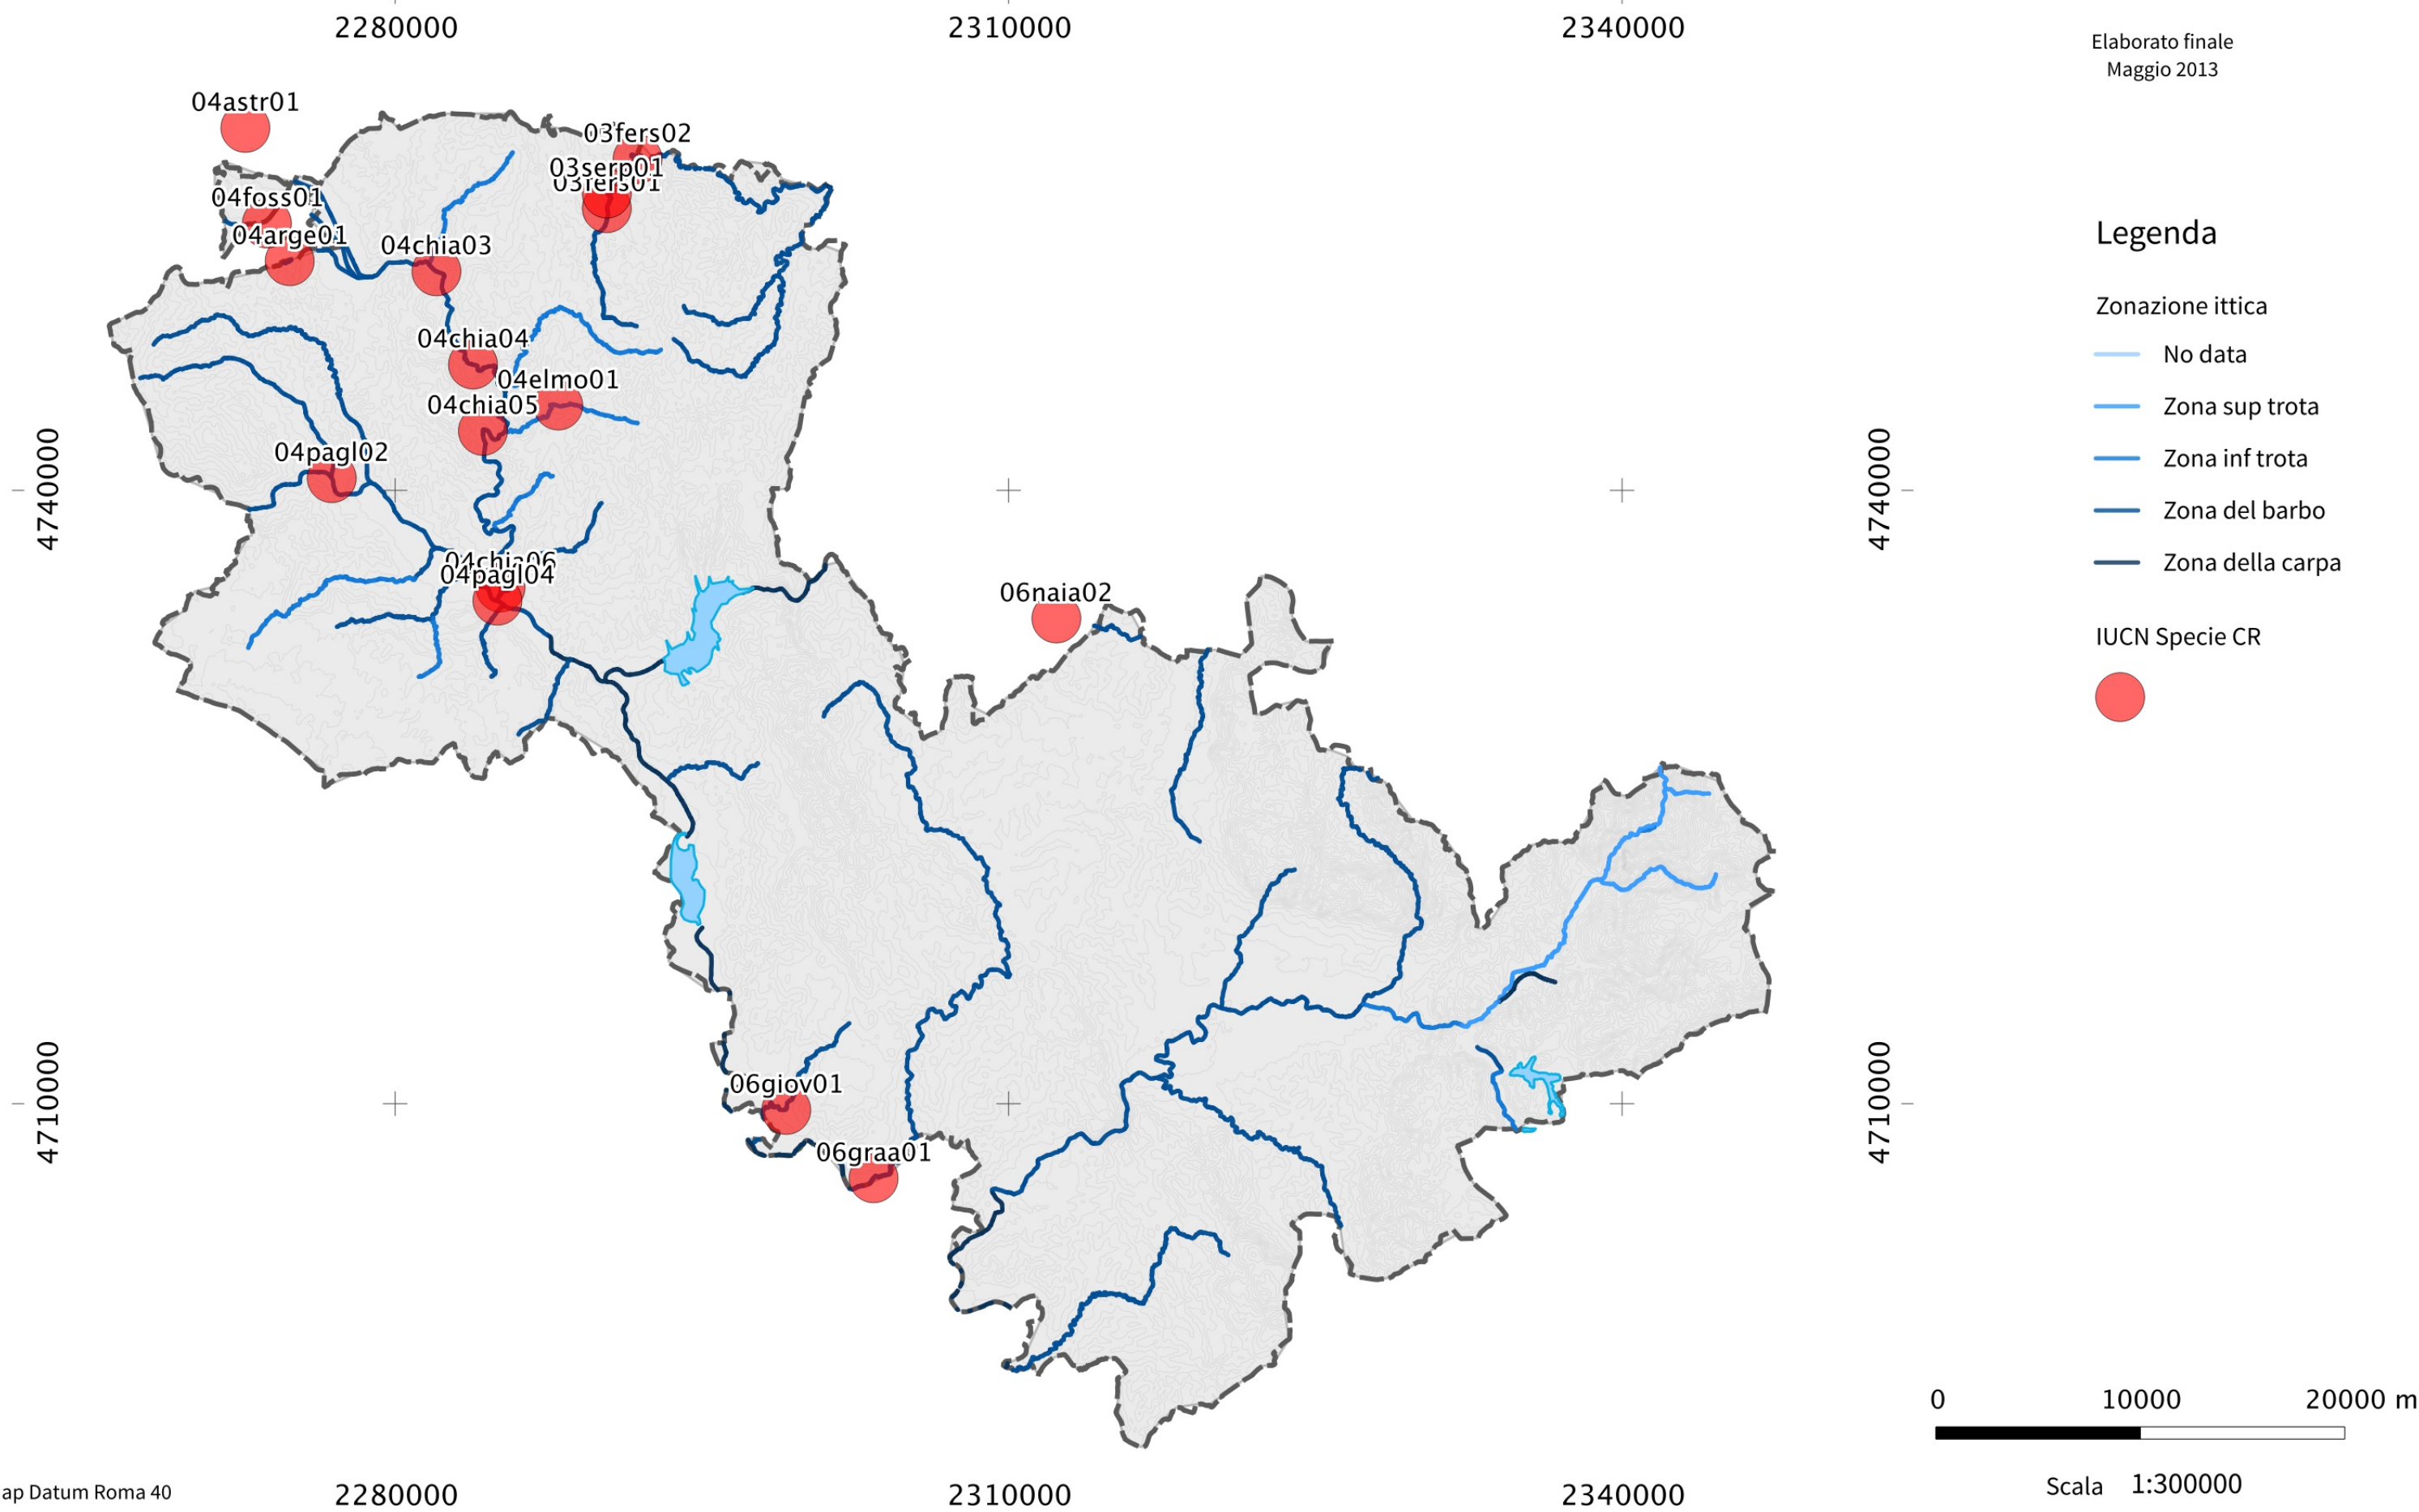 2280000
2310000
2340000
Elaborato finale
Maggio 2013
04astr01
03fers02
03serp01
03fers01
04foss01
04arge01
04chia03
Legenda
Zonazione ittica
No data
Zona sup trota
Zona inf trota
Zona del barbo
Zona della carpa
IUCN Specie CR
04chia04
04elmo01
04chia05
04pagl02
4740000
4740000
04chia06
04pagl04
06naia02
4710000
4710000
06giov01
06graa01
0
10000
20000 m
Scala
1:300000
ap Datum Roma 40
2280000
2310000
2340000